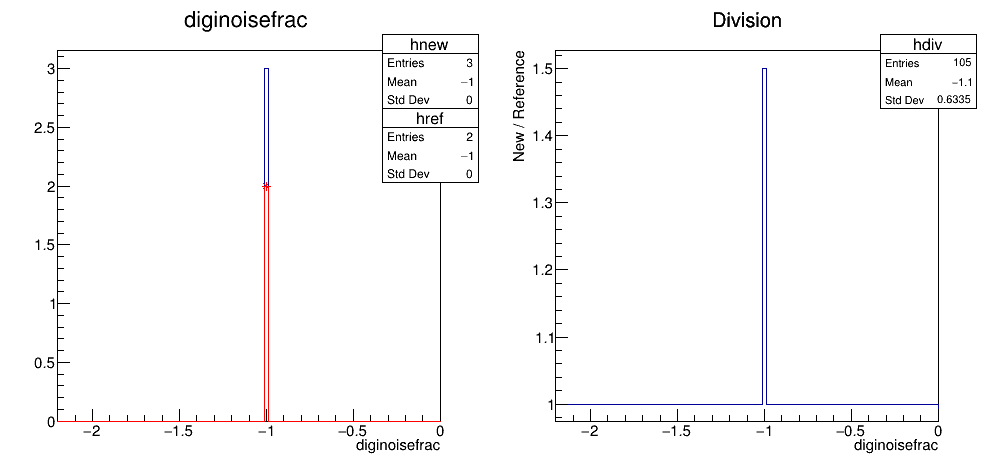 diginoisefrac
hnew
Entries 3
Mean −1
Std Dev 0
href
Entries 2
Mean −1
Std Dev 0
3
2.5
2
1.5
1
0.5
0
−2 −1.5 −1 −0.5 0
diginoisefrac
Division
hdiv
Entries 105
Mean −1.1
Std Dev 0.6335
New / Reference
1.5
1.4
1.3
1.2
1.1
1
−2 −1.5 −1 −0.5 0
diginoisefrac